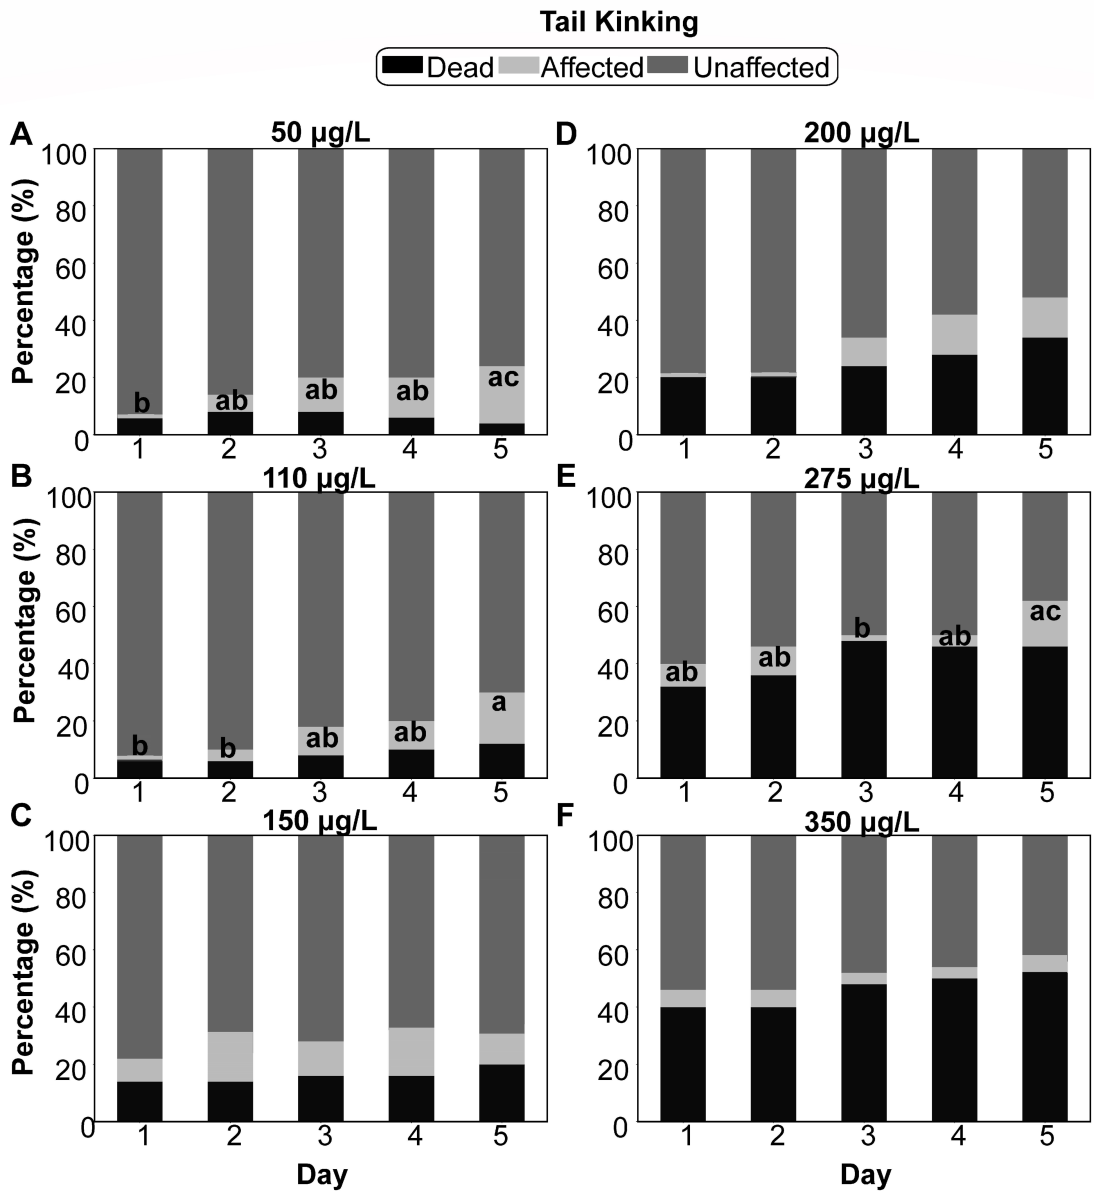 Tail Kinking
Dead Affected Unaffected
A
50 µg/L
Percentage (%)
100
80
60
40
20
0
b ab ab ab ac
1 2 3 4 5
D
200 µg/L
100
80
60
40
20
0
1 2 3 4 5
B
110 µg/L
Percentage (%)
100
80
60
40
20
0
b b ab ab a
1 2 3 4 5
E
275 µg/L
100
80
60
40
20
0
ab ab b ab ac
1 2 3 4 5
C
150 µg/L
Percentage (%)
100
80
60
40
20
0
1 2 3 4 5
Day
F
350 µg/L
100
80
60
40
20
0
1 2 3 4 5
Day